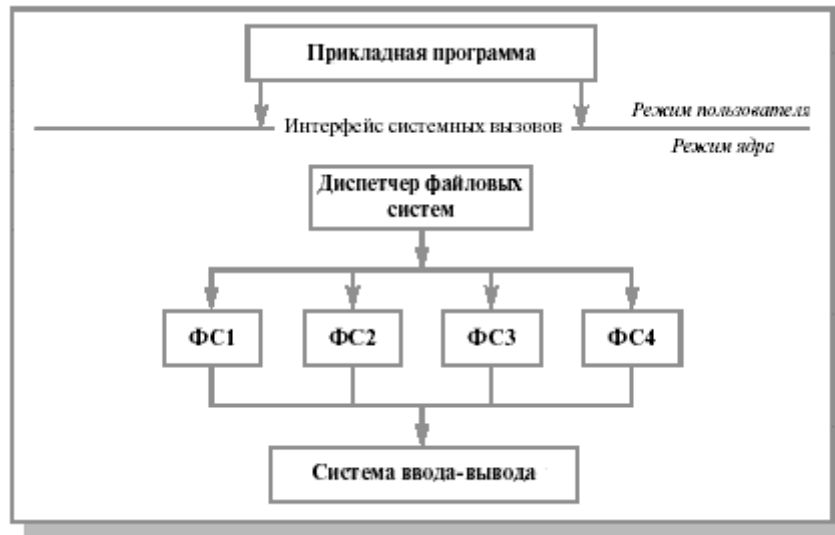 Прикладная программа
Режим пользователя
Интерфейс системных вызовов
Режим ядра
Диспетчер файловых
систем
ФС1
ФС2
ФС3
ФС4
Система ввода-вывода